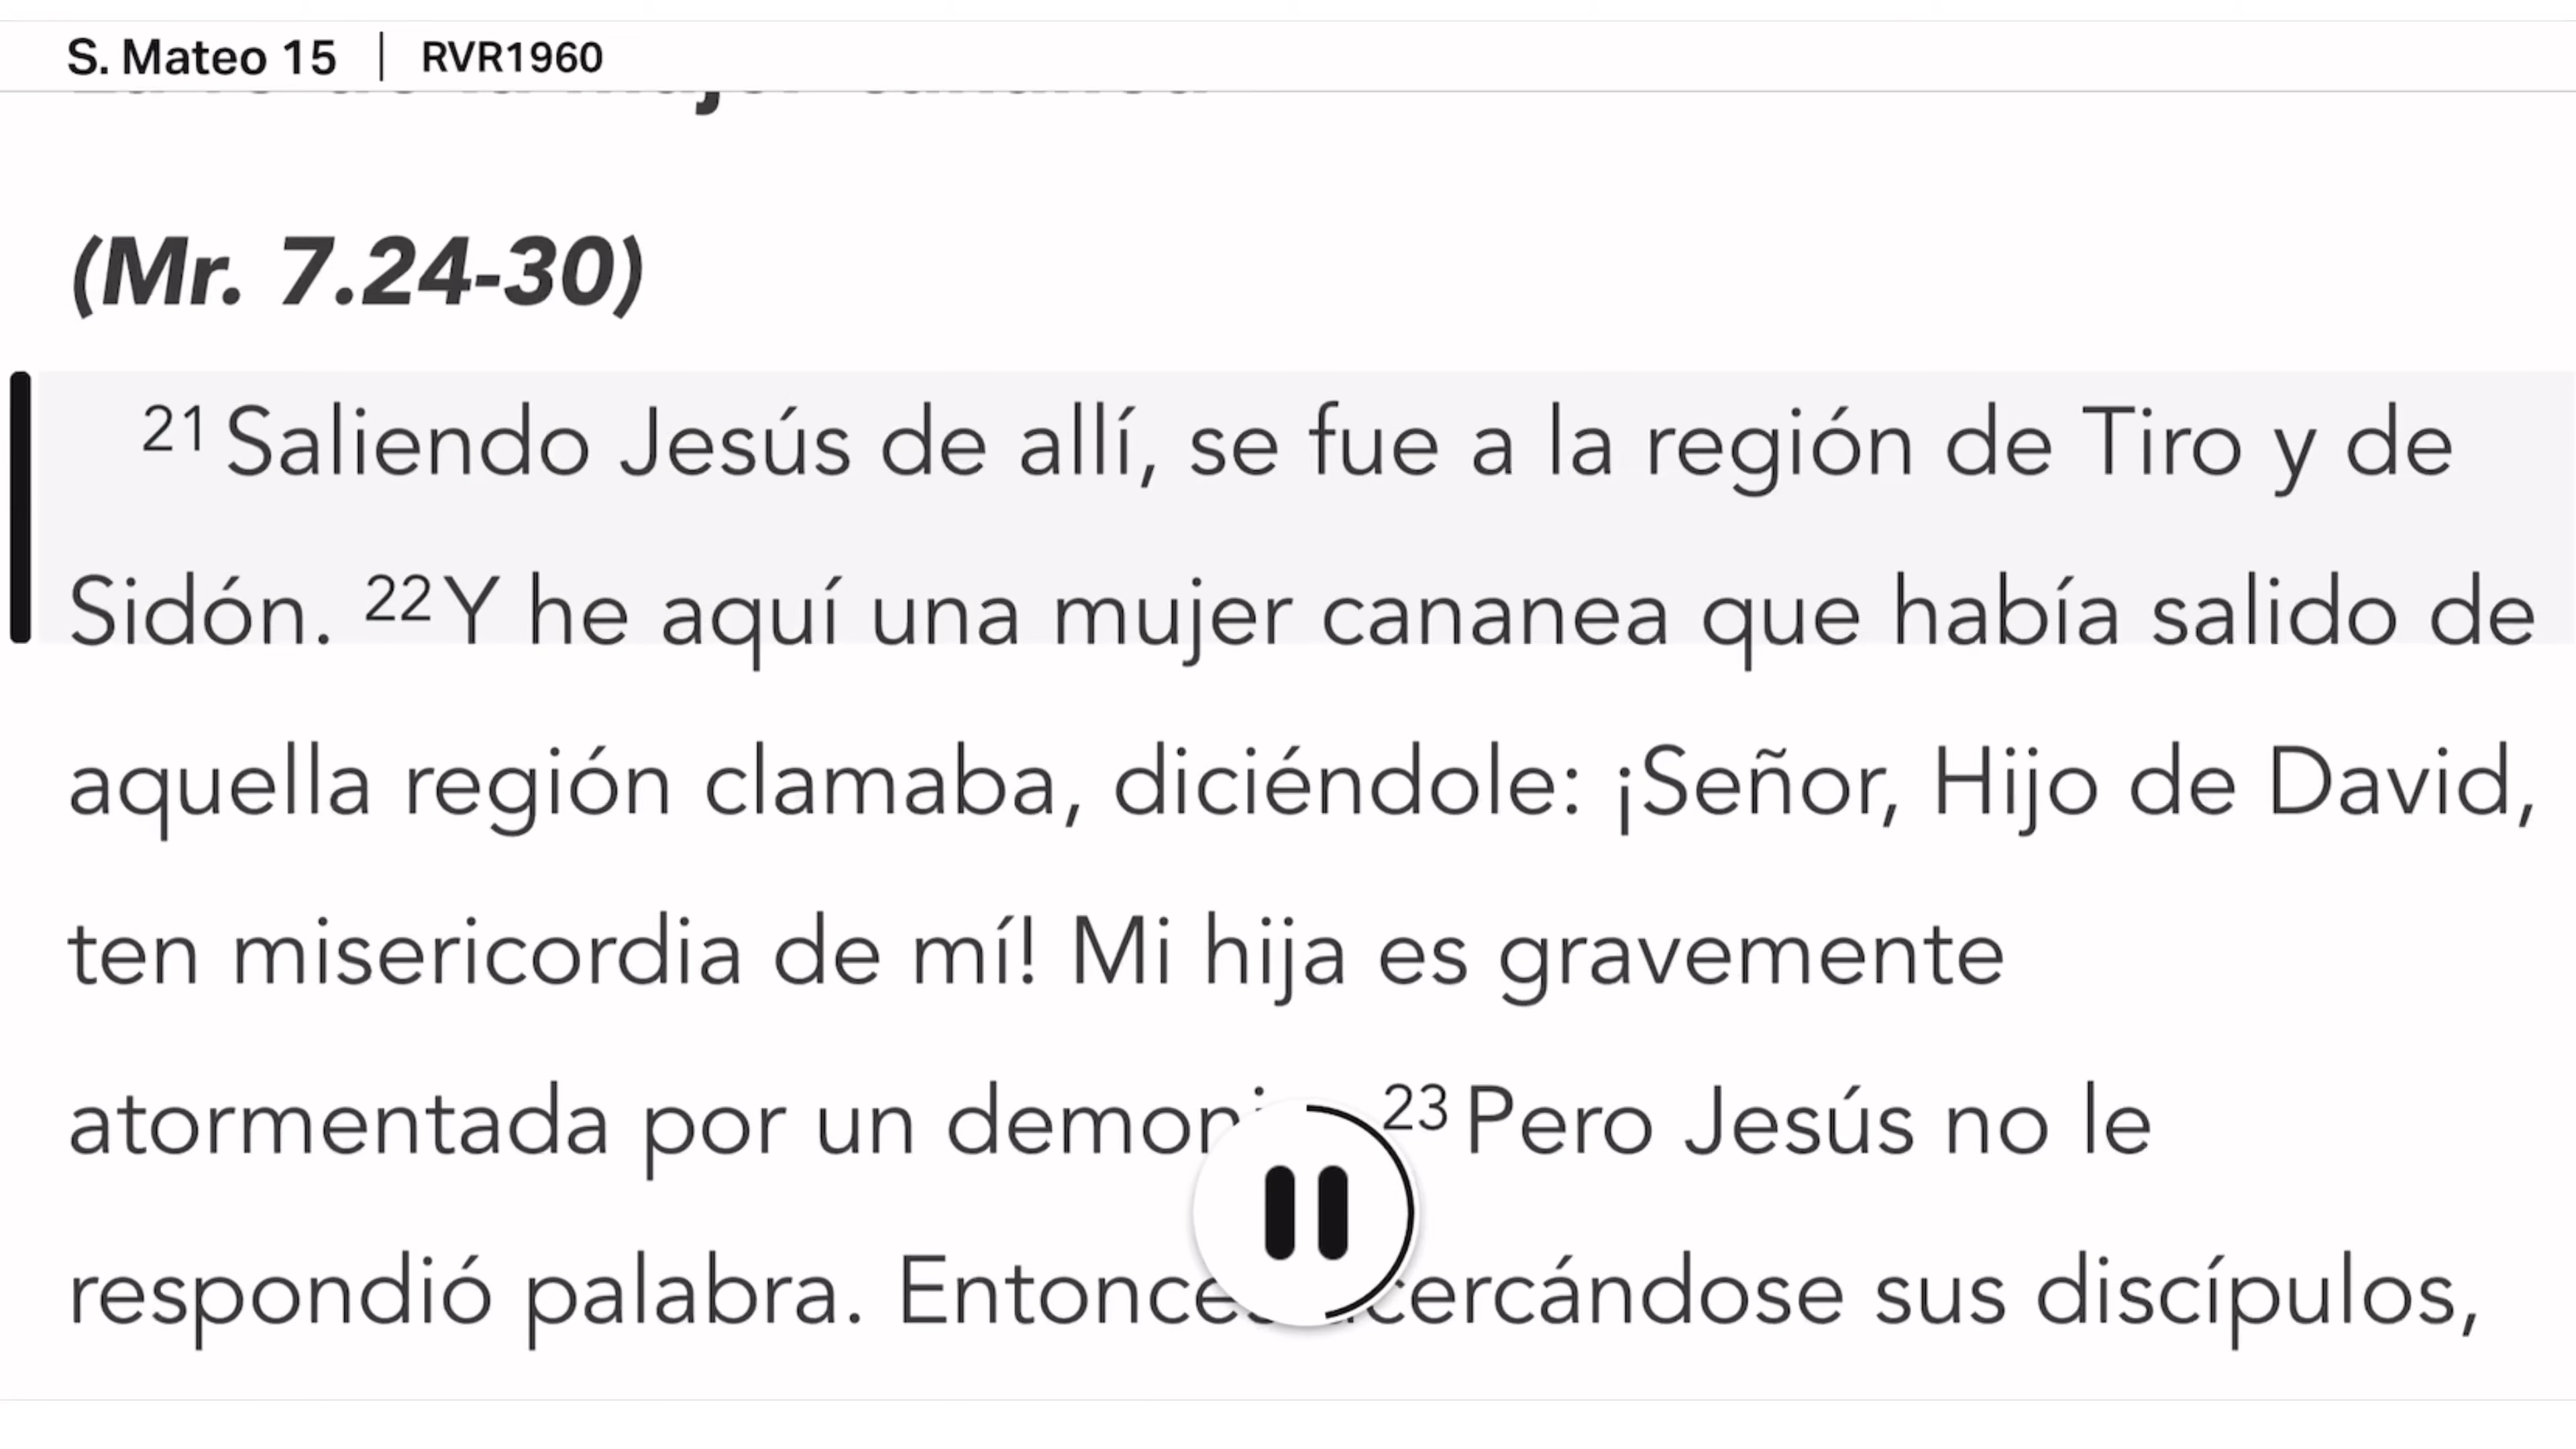 S. Mateo 15 | RVR1960
(Mr. 7.24-30)
21 Saliendo Jesús de allí, se fue a la región de Tiro y de
Sidón. 22 Y he aquí una mujer cananea que había salido de
aquella región clamaba, diciéndole: ¡Señor, Hijo de David,
ten misericordia de mí! Mi hija es gravemente
atormentada por un 23 Pero Jesús no le
respondió palabra. sus discípulos,